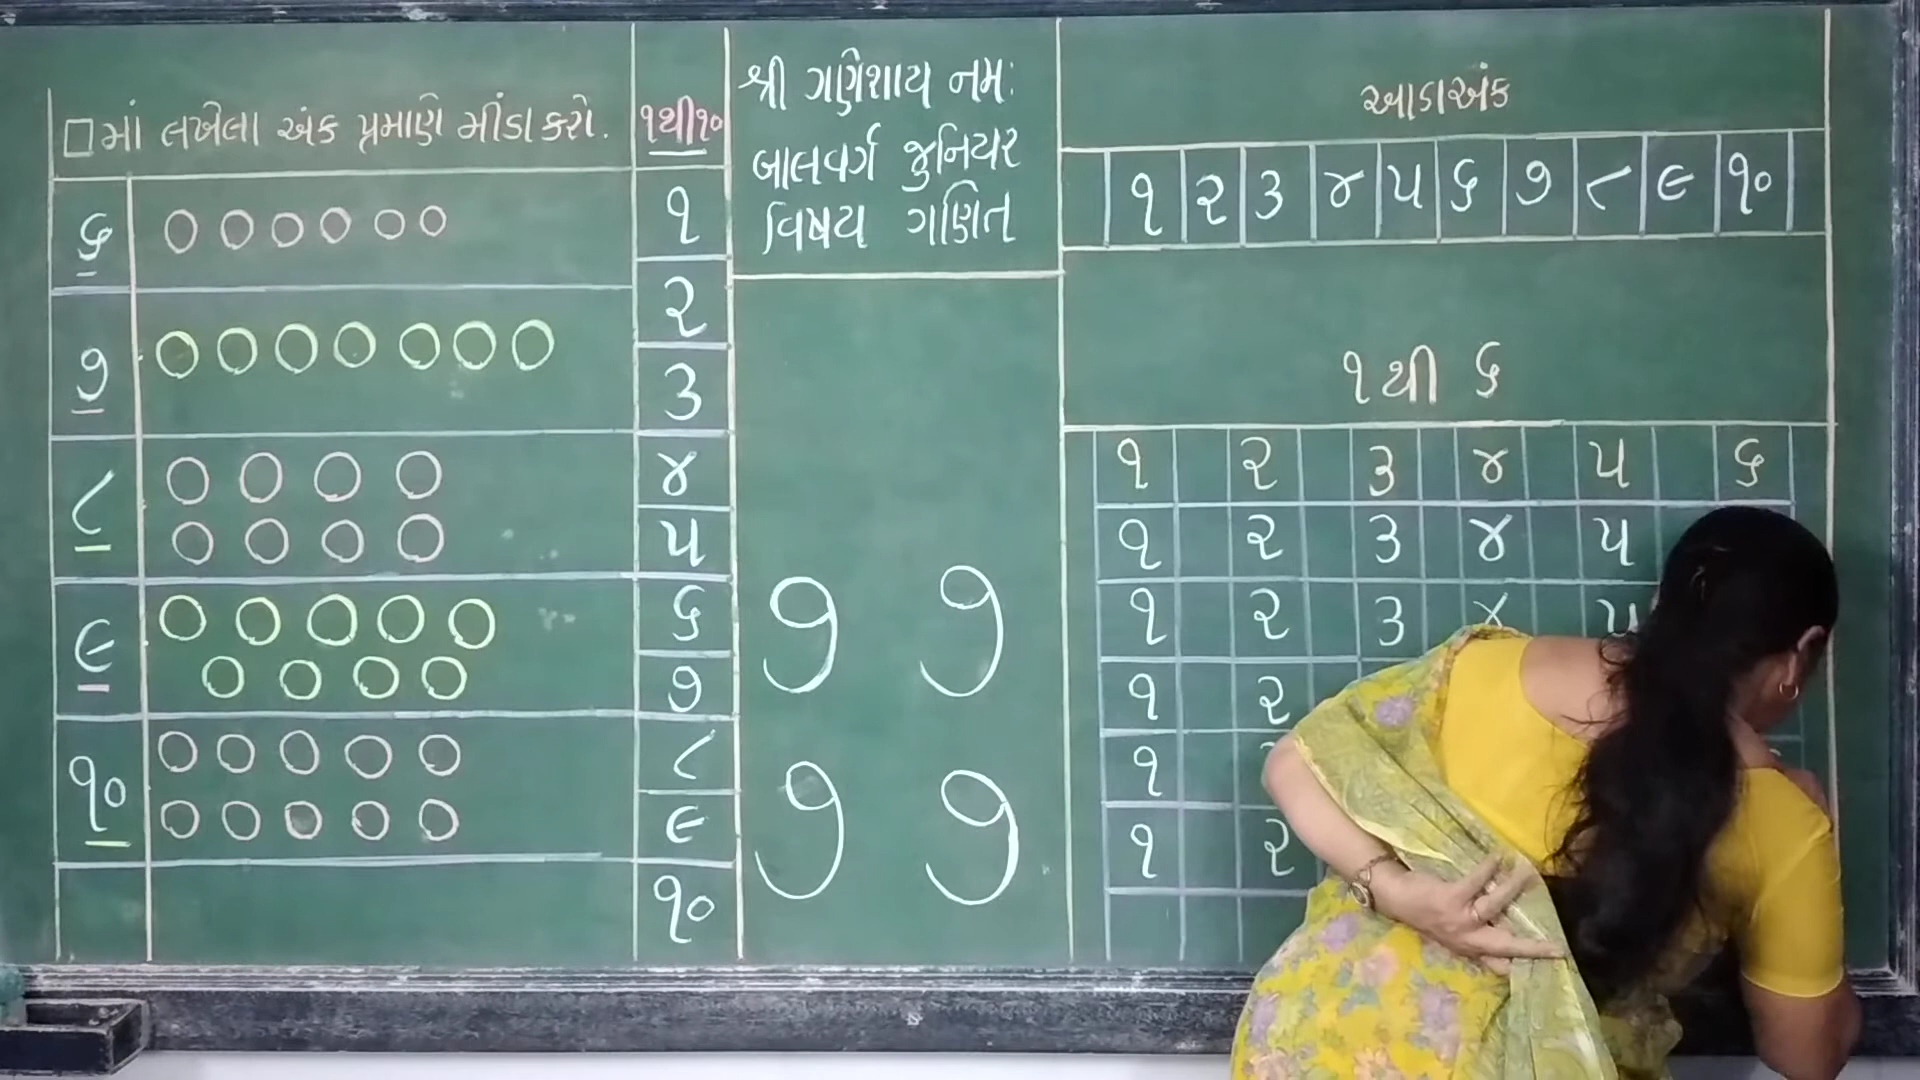 □માં લખેલા અંક પ્રમાણે મીંડા કરો.
૬
૭
૮
૯
૧૦
૧થી૧૦
૧
૨
૩
૪
૫
૬
૭
૮
૯
૧૦
શ્રી ગણેશાય નમઃ
બાલવર્ગ જુનિયર
વિષય ગણિત
૭ ૭
૭ ૭
આડાઅંક
૧ ૨ ૩ ૪ ૫ ૬ ૭ ૮ ૯ ૧૦
૧થી ૬
૧ ૨ ૩ ૪ ૫ ૬
૧ ૨ ૩ ૪ ૫
૧ ૨ ૩ ૪ ૫
૧ ૨
૧
૧ ૨